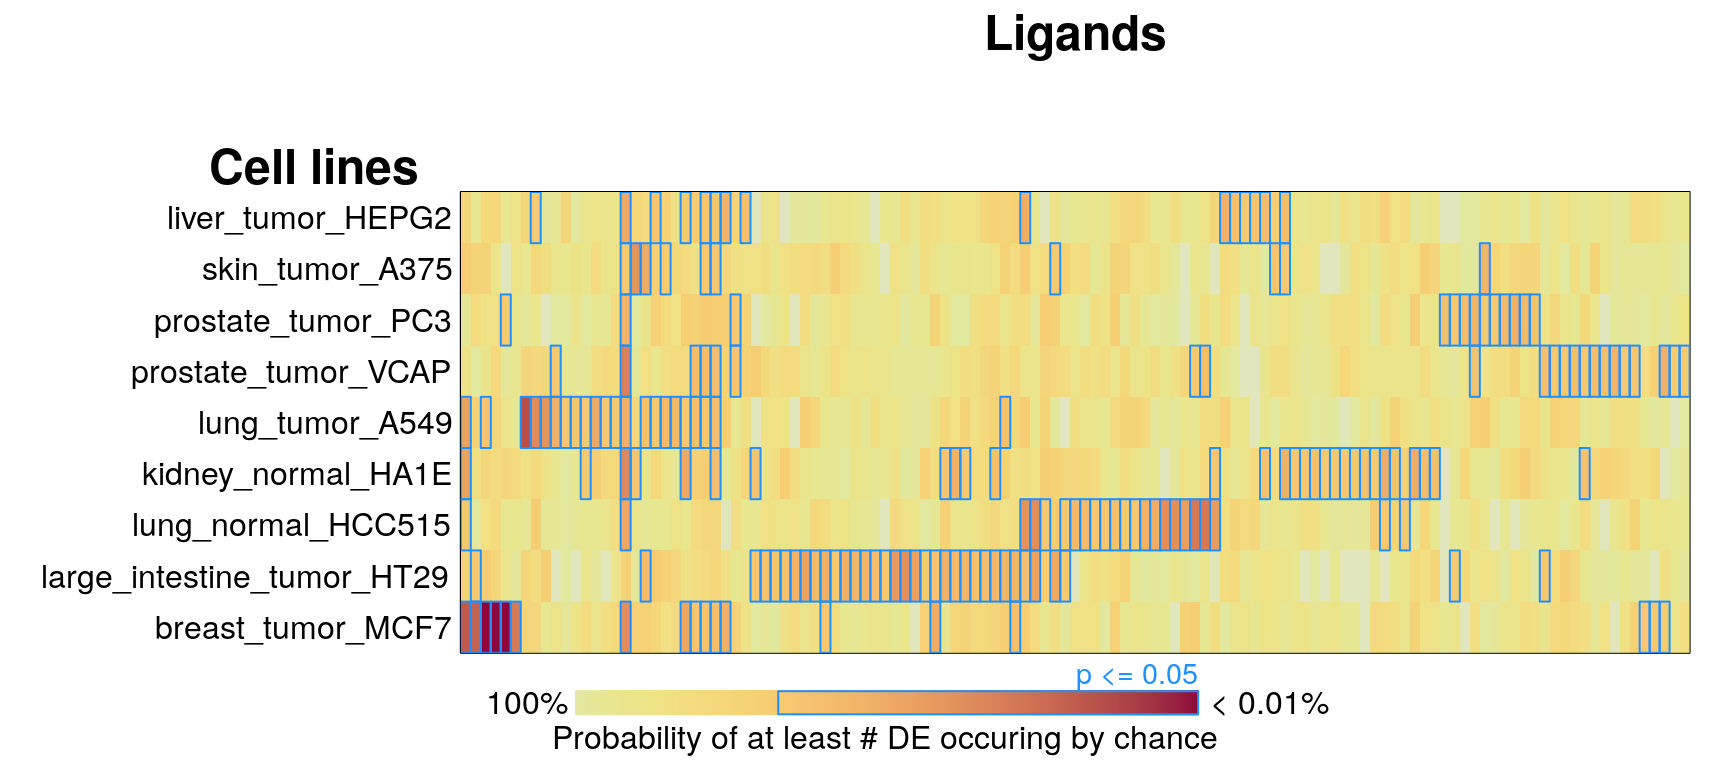 Ligands
Cell lines
liver_tumor_HEPG2
skin_tumor_A375
prostate_tumor_PC3
prostate_tumor_VCAP
lung_tumor_A549
kidney_normal_HA1E
lung_normal_HCC515
large_intestine_tumor_HT29
breast_tumor_MCF7
p <= 0.05
100% < 0.01%
Probability of at least # DE occuring by chance